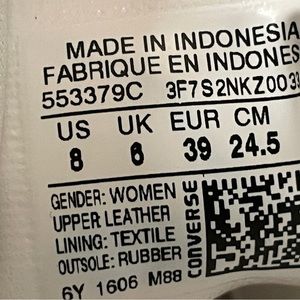 MADE IN INDONESIA
FABRIQUE EN INDONES
553379C 3F7S2NKZ003
US UK EUR CM
8 6 39 24.5
GENDER: WOMEN
UPPER LEATHER
LINING: TEXTILE
OUTSOLE: RUBBER
6Y 1606 M88
CONVERSE